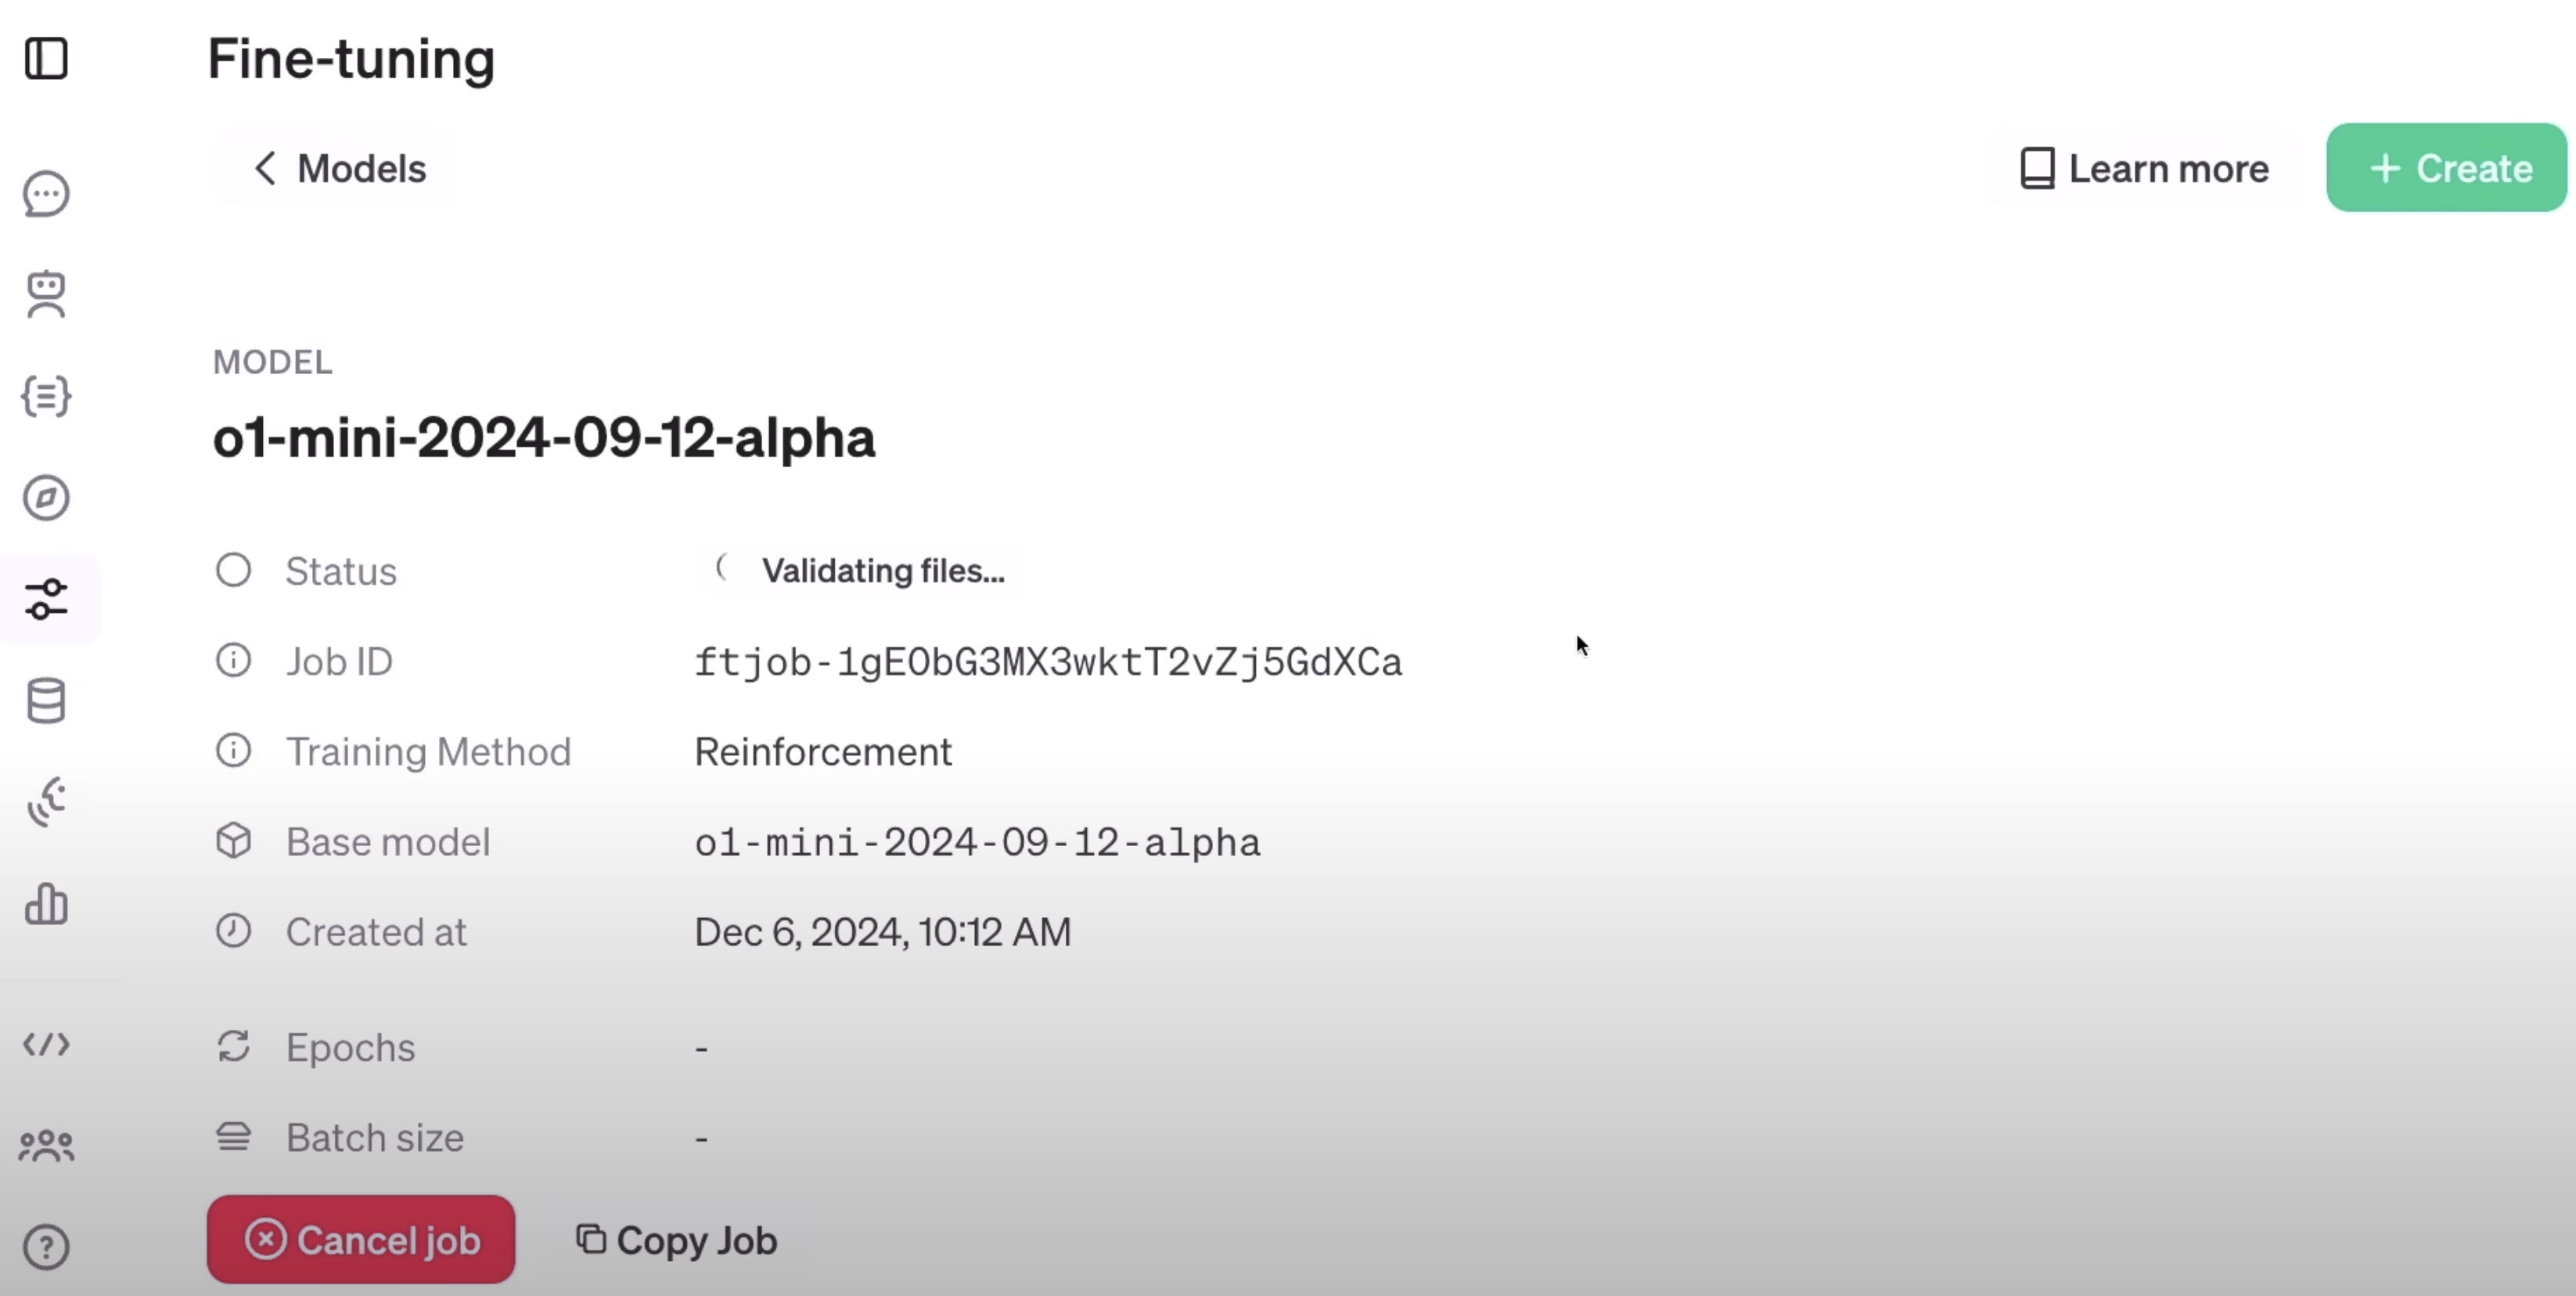 Fine-tuning
Models
Learn more
+ Create
MODEL
o1-mini-2024-09-12-alpha
Status Validating files...
Job ID ftjob-1gEObG3MX3wktT2vZj5GdXCa
Training Method Reinforcement
Base model o1-mini-2024-09-12-alpha
Created at Dec 6, 2024, 10:12 AM
Epochs -
Batch size -
Cancel job Copy Job